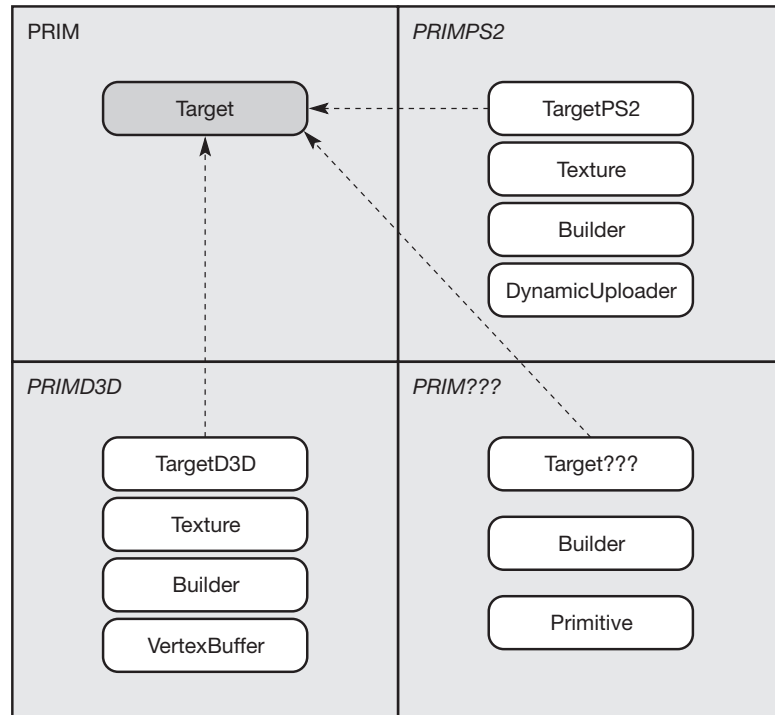 PRIM
Target
PRIMPS2
TargetPS2
Texture
Builder
DynamicUploader
PRIMD3D
TargetD3D
Texture
Builder
VertexBuffer
PRIM???
Target???
Builder
Primitive